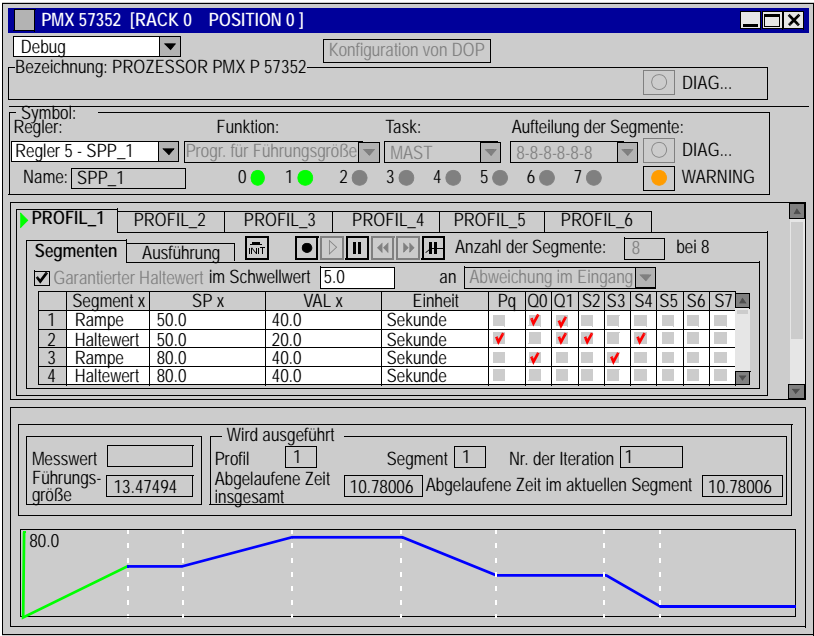 PMX 57352 [RACK 0 POSITION 0 ]
Debug
Konfiguration von DOP
Bezeichnung: PROZESSOR PMX P 57352
DIAG...
Symbol:
Regler: Funktion: Task: Aufteilung der Segmente:
Regler 5 - SPP_1 Progr. für Führungsgröße MAST 8-8-8-8-8-8 DIAG...
Name: SPP_1 0 1 2 3 4 5 6 7 WARNING
PROFIL_1 PROFIL_2 PROFIL_3 PROFIL_4 PROFIL_5 PROFIL_6
Segmenten Ausführung INIT Anzahl der Segmente: 8 bei 8
Garantierter Haltewert im Schwellwert 5.0 an Abweichung im Eingang
Segment x SP x VAL x Einheit Pq Q0 Q1 S2 S3 S4 S5 S6 S7
1 Rampe 50.0 40.0 Sekunde
2 Haltewert 50.0 20.0 Sekunde
3 Rampe 80.0 40.0 Sekunde
4 Haltewert 80.0 40.0 Sekunde
Wird ausgeführt
Messwert Profil 1 Segment 1 Nr. der Iteration 1
Führungs-
größe 13.47494
Abgelaufene Zeit
insgesamt 10.78006 Abgelaufene Zeit im aktuellen Segment 10.78006
80.0